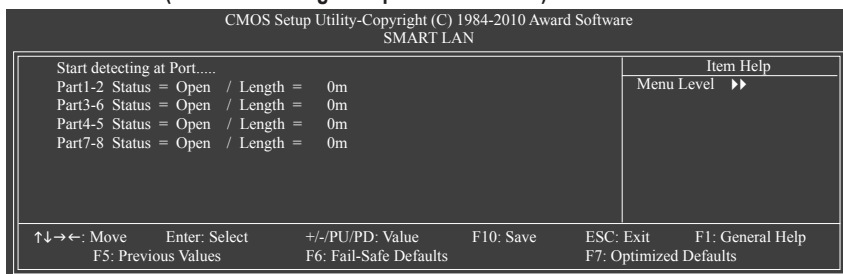 CMOS Setup Utility-Copyright (C) 1984-2010 Award Software
SMART LAN
Start detecting at Port.....
Part1-2 Status = Open / Length = 0m
Part3-6 Status = Open / Length = 0m
Part4-5 Status = Open / Length = 0m
Part7-8 Status = Open / Length = 0m
Item Help
Menu Level
↑↓→←: Move Enter: Select +/-/PU/PD: Value F10: Save ESC: Exit F1: General Help
F5: Previous Values F6: Fail-Safe Defaults F7: Optimized Defaults